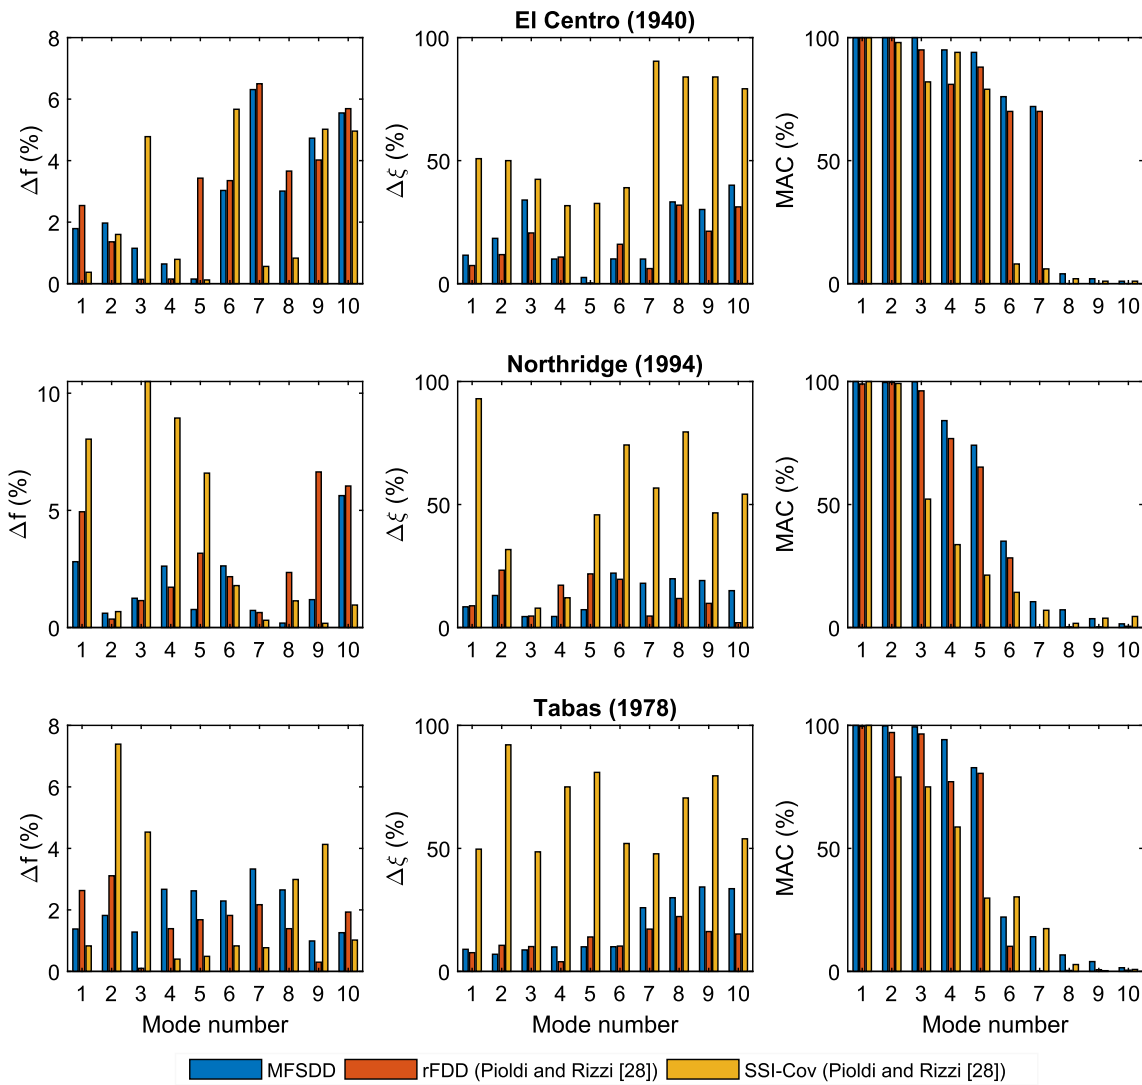 El Centro (1940)
8
6
4
2
0
Δf (%)
1 2 3 4 5 6 7 8 9 10
100
50
0
Δξ (%)
1 2 3 4 5 6 7 8 9 10
100
50
0
MAC (%)
1 2 3 4 5 6 7 8 9 10
Northridge (1994)
10
5
0
Δf (%)
1 2 3 4 5 6 7 8 9 10
100
50
0
Δξ (%)
1 2 3 4 5 6 7 8 9 10
100
50
0
MAC (%)
1 2 3 4 5 6 7 8 9 10
Tabas (1978)
8
6
4
2
0
Δf (%)
1 2 3 4 5 6 7 8 9 10
Mode number
100
50
0
Δξ (%)
1 2 3 4 5 6 7 8 9 10
Mode number
100
50
0
MAC (%)
1 2 3 4 5 6 7 8 9 10
Mode number
MFSDD rFDD (Pioldi and Rizzi [28]) SSI-Cov (Pioldi and Rizzi [28])